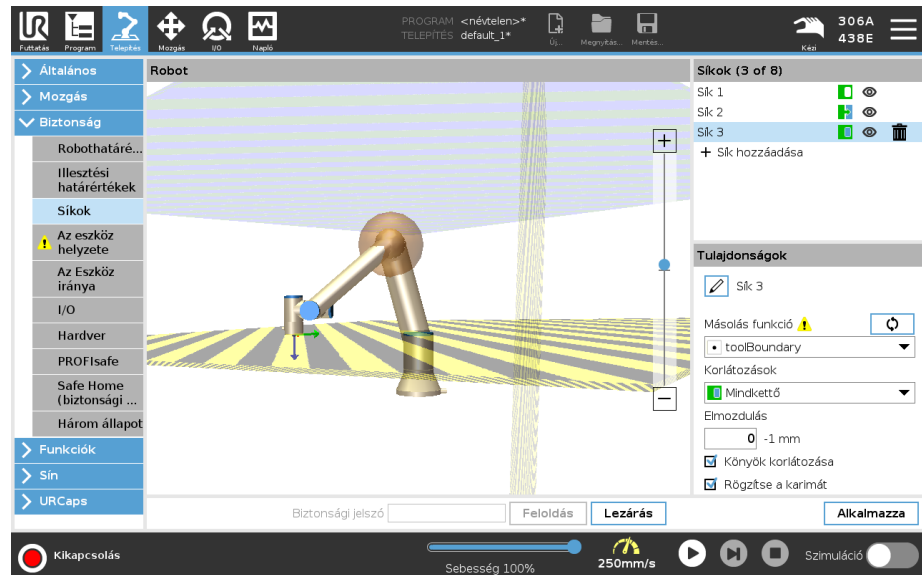 PROGRAM <névtelen>*
TELEPÍTÉS default_1*
306A
438E
Futtatás
Program
Telepítés
Mozgás
I/O
Napló
Új...
Megnyitás...
Mentés...
Kézi
Általános
Mozgás
Biztonság
Robothatáré...
Illesztési
határértékek
Síkok
Az eszköz
helyzete
Az Eszköz
iránya
I/O
Hardver
PROFIsafe
Safe Home
(biztonsági ...
Három állapot
Funkciók
Sín
URCaps
Robot
+
−
Síkok (3 of 8)
Sík 1
Sík 2
Sík 3
+ Sík hozzáadása
Tulajdonságok
Sík 3
Másolás funkció
toolBoundary
Korlátozások
Mindkettő
Elmozdulás
0 -1 mm
Könyök korlátozása
Rögzítse a karimát
Biztonsági jelszó
Feloldás
Lezárás
Alkalmazza
Kikapcsolás
Sebesség 100%
250mm/s
Szimuláció